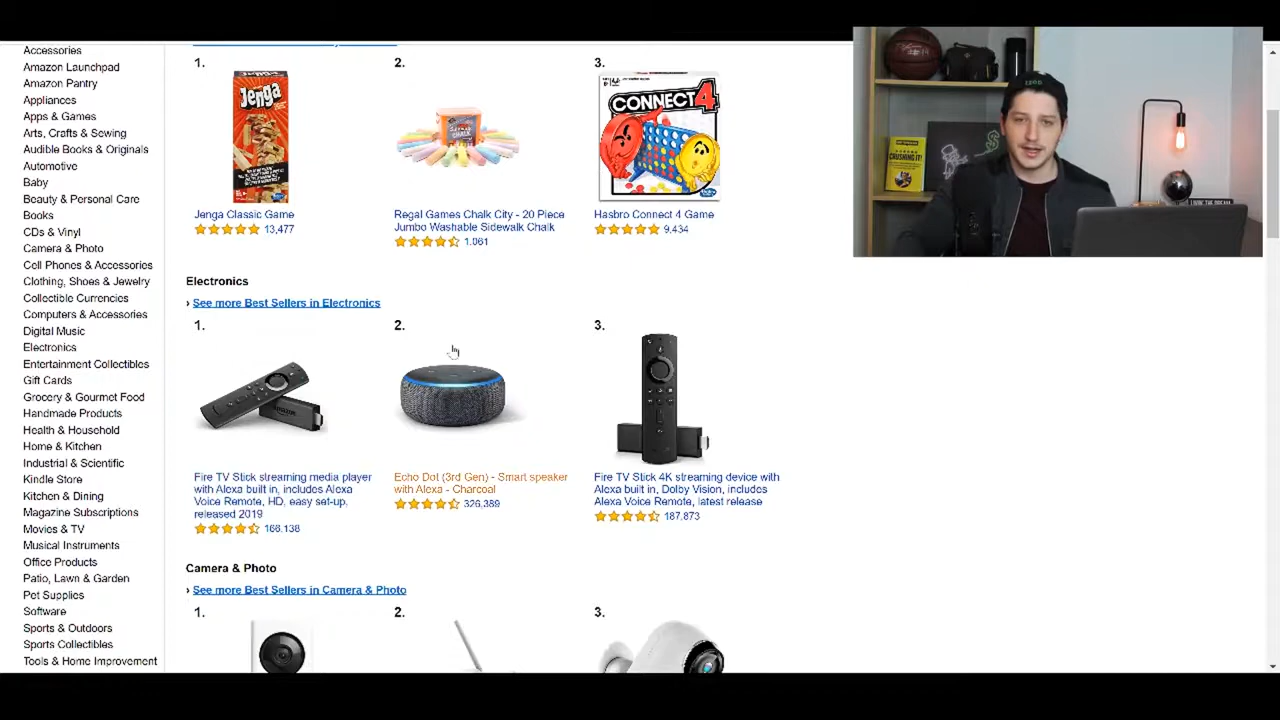 Accessories
Amazon Launchpad
Amazon Pantry
Appliances
Apps & Games
Arts, Crafts & Sewing
Audible Books & Originals
Automotive
Baby
Beauty & Personal Care
Books
CDs & Vinyl
Camera & Photo
Cell Phones & Accessories
Clothing, Shoes & Jewelry
Collectible Currencies
Computers & Accessories
Digital Music
Electronics
Entertainment Collectibles
Gift Cards
Grocery & Gourmet Food
Handmade Products
Health & Household
Home & Kitchen
Industrial & Scientific
Kindle Store
Kitchen & Dining
Magazine Subscriptions
Movies & TV
Musical Instruments
Office Products
Patio, Lawn & Garden
Pet Supplies
Software
Sports & Outdoors
Sports Collectibles
Tools & Home Improvement
1.
Jenga
Jenga Classic Game
13,477
2.
CHALK
Regal Games Chalk City - 20 Piece
Jumbo Washable Sidewalk Chalk
1,061
3.
CONNECT 4
Hasbro Connect 4 Game
9,434
Electronics
› See more Best Sellers in Electronics
1.
Fire TV Stick streaming media player
with Alexa built in, includes Alexa
Voice Remote, HD, easy set-up,
released 2019
166,138
2.
Echo Dot (3rd Gen) - Smart speaker
with Alexa - Charcoal
326,389
3.
Fire TV Stick 4K streaming device with
Alexa built in, Dolby Vision, includes
Alexa Voice Remote, latest release
187,873
Camera & Photo
› See more Best Sellers in Camera & Photo
1.
2.
3.
CRUSHING IT!
$